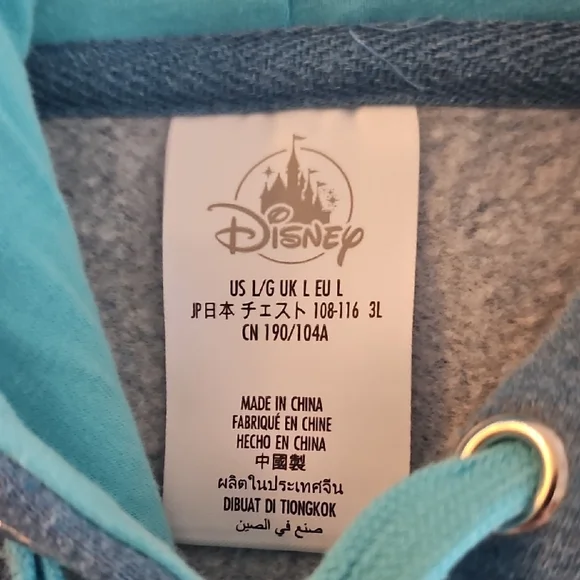 Disney
US L/G UK L EU L
JP日本 チェスト 108-116 3L
CN 190/104A
MADE IN CHINA
FABRIQUÉ EN CHINE
HECHO EN CHINA
中國製
ผลิตในประเทศจีน
DIBUAT DI TIONGKOK
صنع في الصين